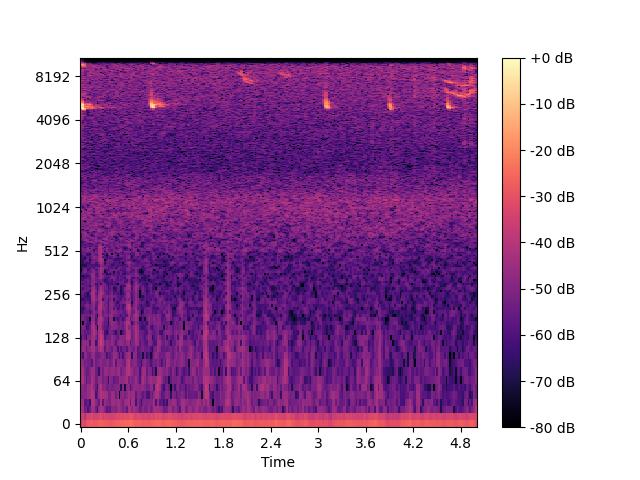 8192
4096
2048
1024
512
256
128
64
0
Hz
0 0.6 1.2 1.8 2.4 3 3.6 4.2 4.8
Time
+0 dB
-10 dB
-20 dB
-30 dB
-40 dB
-50 dB
-60 dB
-70 dB
-80 dB